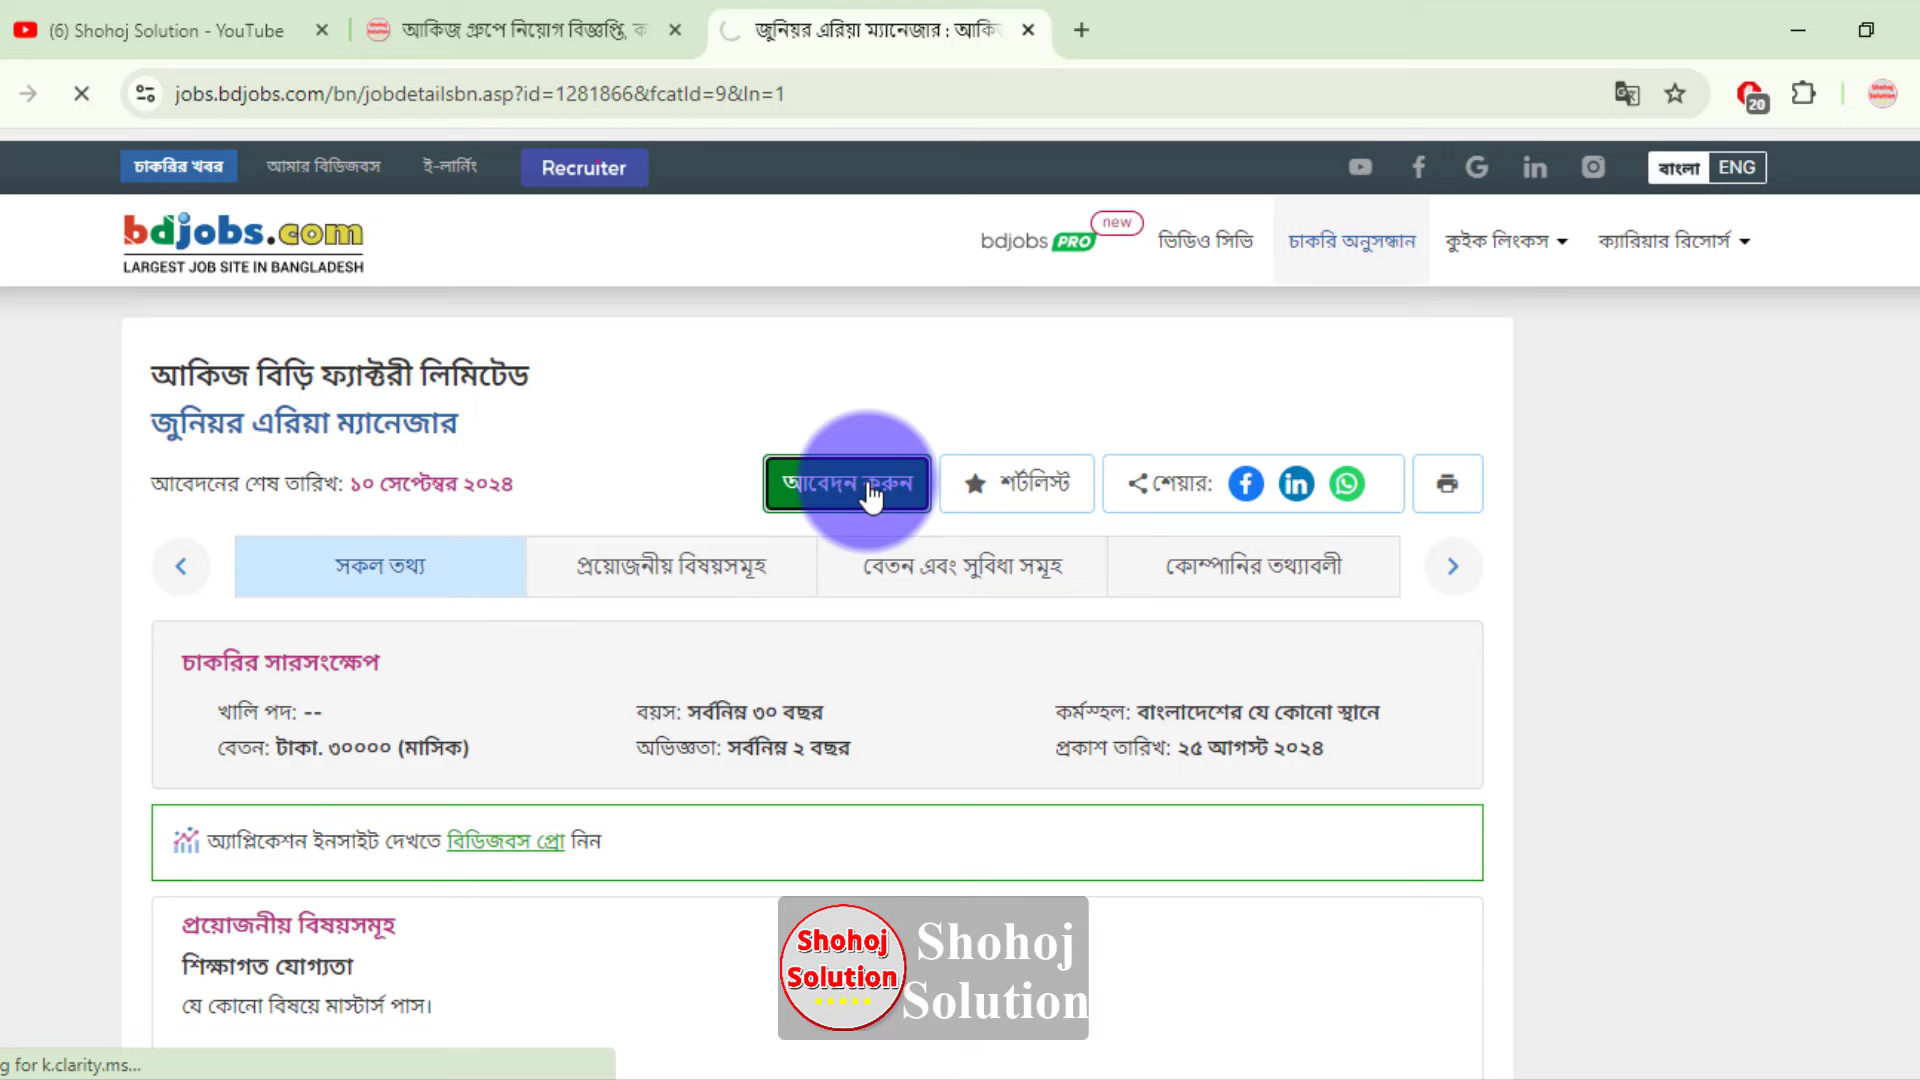 (6) Shohoj Solution - YouTube
আকিজ গ্রুপে নিয়োগ বিজ্ঞপ্তি, ক
জুনিয়র এরিয়া ম্যানেজার : আকি
jobs.bdjobs.com/bn/jobdetailsbn.asp?id=1281866&fcatId=9&ln=1
20
Shohoj Solution
চাকরির খবর
আমার বিডিজবস
ই-লার্নিং
Recruiter
বাংলা ENG
bdjobs.com
LARGEST JOB SITE IN BANGLADESH
bdjobs PRO new
ভিডিও সিভি
চাকরি অনুসন্ধান
কুইক লিংকস
ক্যারিয়ার রিসোর্স
আকিজ বিড়ি ফ্যাক্টরী লিমিটেড
জুনিয়র এরিয়া ম্যানেজার
আবেদনের শেষ তারিখ: ১০ সেপ্টেম্বর ২০২৪
আবেদন করুন
শর্টলিস্ট
শেয়ার:
সকল তথ্য
প্রয়োজনীয় বিষয়সমূহ
বেতন এবং সুবিধা সমূহ
কোম্পানির তথ্যাবলী
চাকরির সারসংক্ষেপ
খালি পদ: --
বয়স: সর্বনিম্ন ৩০ বছর
কর্মস্হল: বাংলাদেশের যে কোনো স্থানে
বেতন: টাকা. ৩০০০০ (মাসিক)
অভিজ্ঞতা: সর্বনিম্ন ২ বছর
প্রকাশ তারিখ: ২৫ আগস্ট ২০২৪
অ্যাপ্লিকেশন ইনসাইট দেখতে বিডিজবস প্রো নিন
প্রয়োজনীয় বিষয়সমূহ
শিক্ষাগত যোগ্যতা
যে কোনো বিষয়ে মাস্টার্স পাস।
Shohoj
Solution
Shohoj
Solution
g for k.clarity.ms...